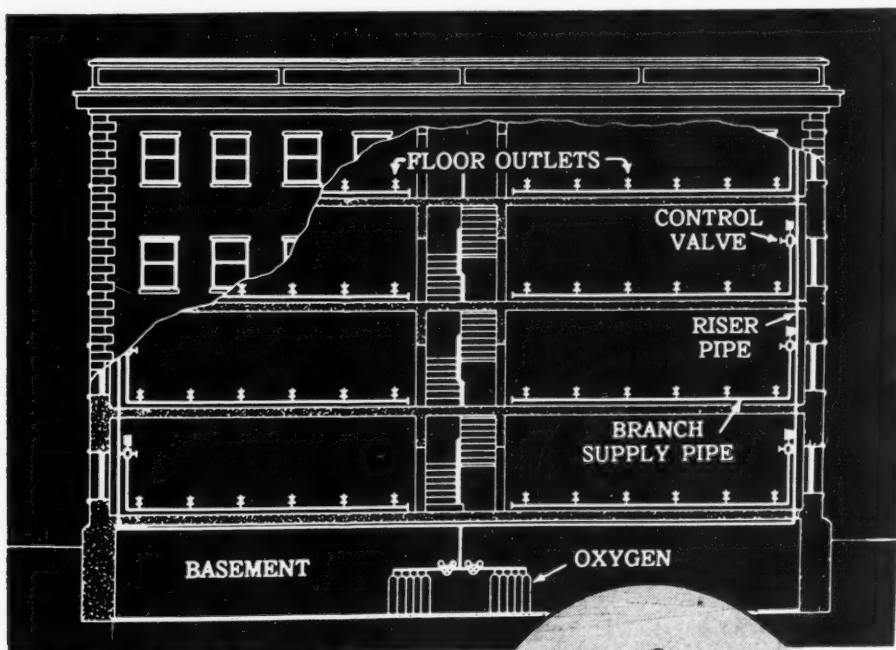 FLOOR OUTLETS
CONTROL
VALVE
RISER
PIPE
BRANCH
SUPPLY PIPE
BASEMENT
OXYGEN